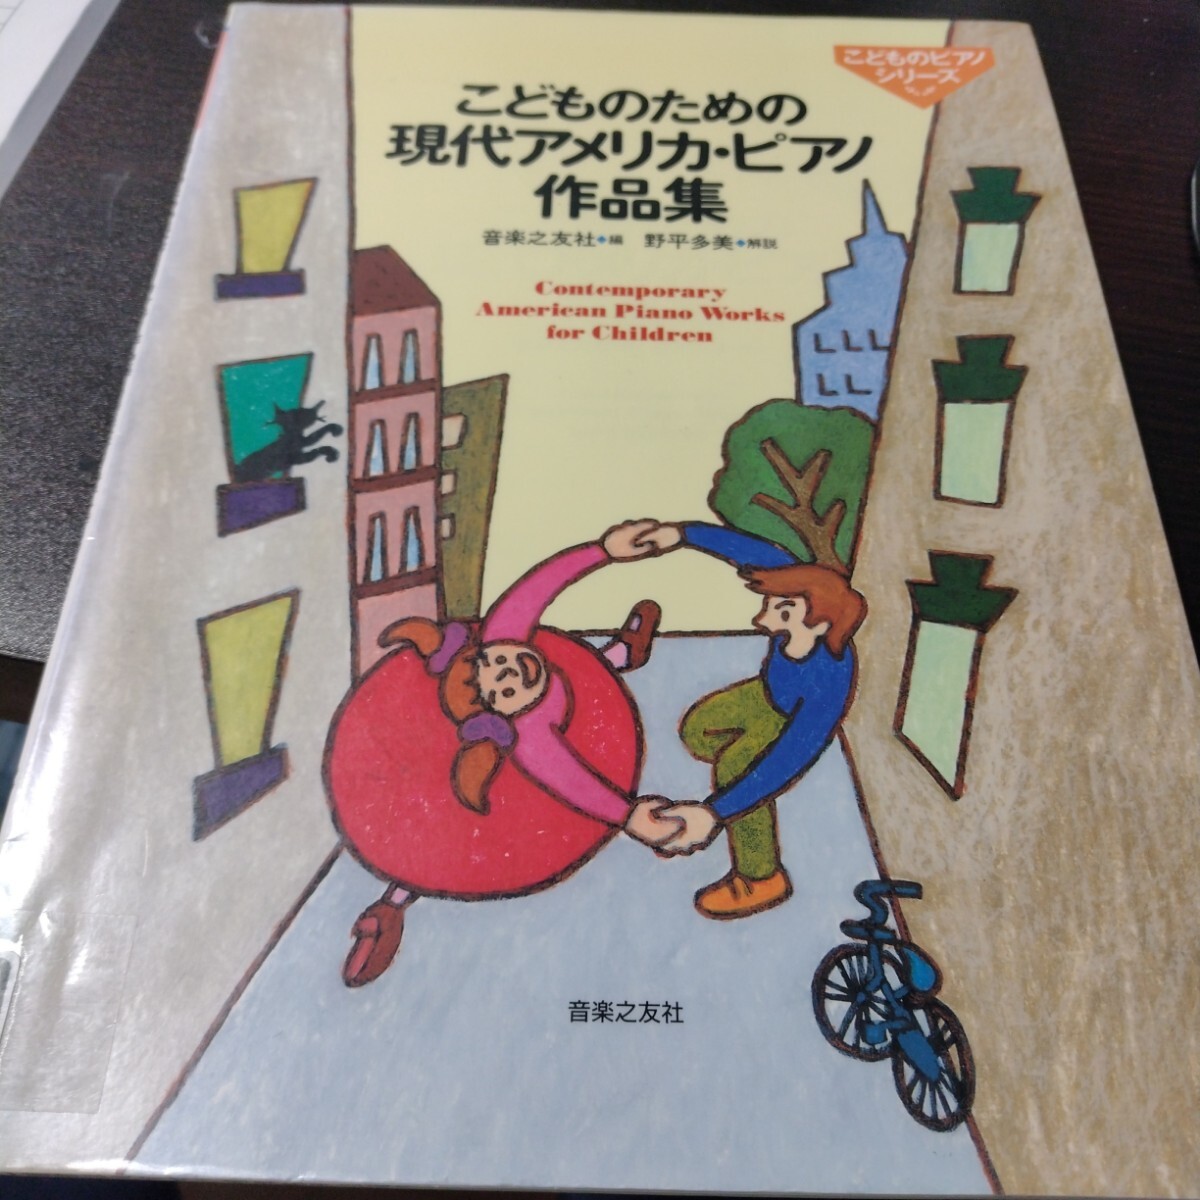 こどものピアノ
シリーズ
こどものための
現代アメリカ・ピアノ
作品集
音楽之友社◆編 野平多美◆解説
Contemporary
American Piano Works
for Children
音楽之友社